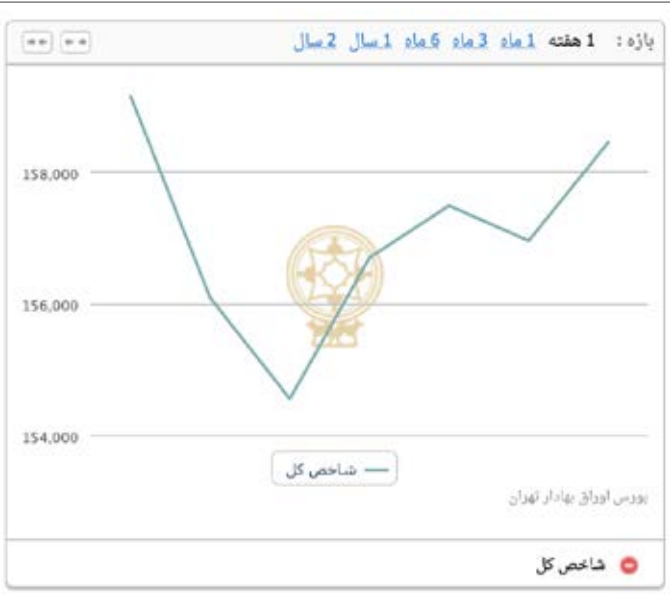 بازه : 1 هفته 1 ماه 3 ماه 6 ماه 1 سال 2 سال
158,000
156,000
154,000
شاخص کل
بورس اوراق بهادار تهران
شاخص کل